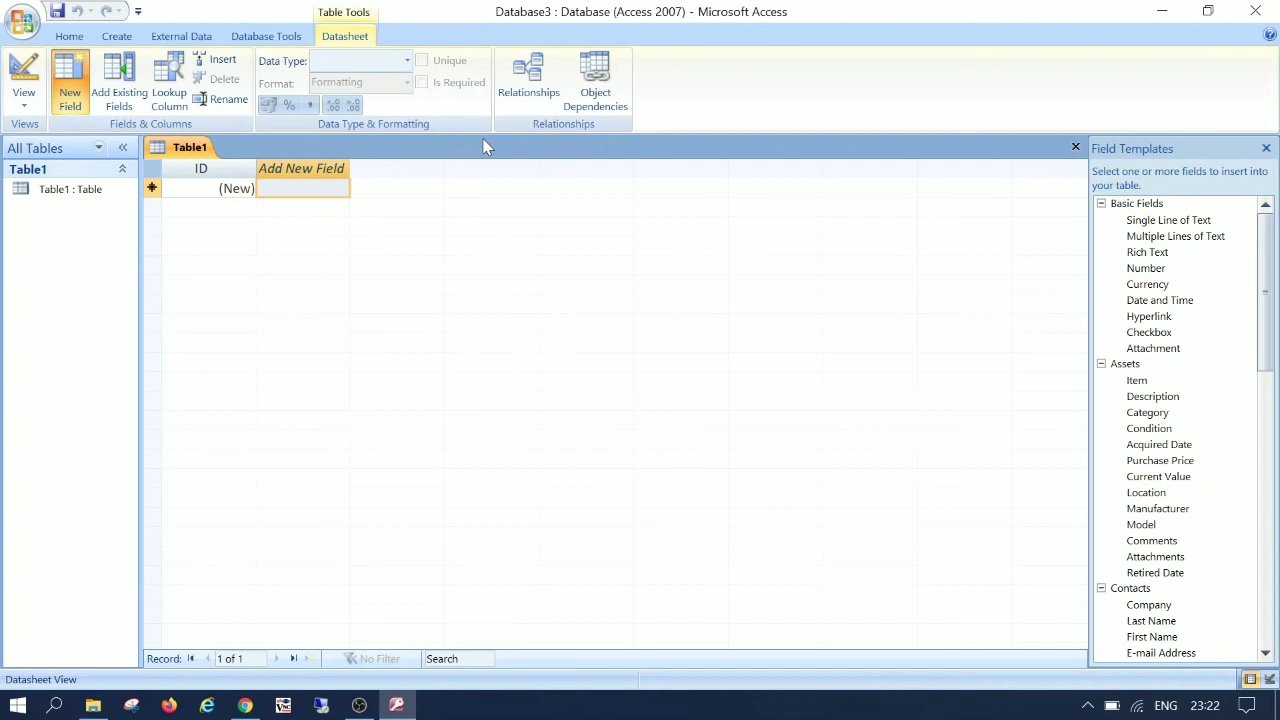 Table Tools
Database3 : Database (Access 2007) - Microsoft Access
Home
Create
External Data
Database Tools
Datasheet
View
New
Field
Add Existing
Fields
Lookup
Column
Insert
Delete
Rename
Data Type:
Format: Formatting
Unique
Is Required
%
,
.00
.00
Relationships
Object
Dependencies
Views
Fields & Columns
Data Type & Formatting
Relationships
All Tables
Table1
Table1 : Table
Table1
ID
Add New Field
(New)
Field Templates
Select one or more fields to insert into
your table.
Basic Fields
Single Line of Text
Multiple Lines of Text
Rich Text
Number
Currency
Date and Time
Hyperlink
Checkbox
Attachment
Assets
Item
Description
Category
Condition
Acquired Date
Purchase Price
Current Value
Location
Manufacturer
Model
Comments
Attachments
Retired Date
Contacts
Company
Last Name
First Name
E-mail Address
Record: 1 of 1 No Filter Search
Datasheet View
ENG 23:22